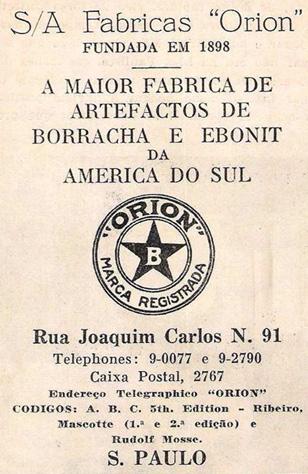 S/A Fabricas "Orion"
FUNDADA EM 1898
A MAIOR FABRICA DE
ARTEFACTOS DE
BORRACHA E EBONIT
DA
AMERICA DO SUL
"ORION"
B
MARCA REGISTRADA
Rua Joaquim Carlos N. 91
Telephones: 9-0077 e 9-2790
Caixa Postal, 2767
Endereço Telegraphico "ORION"
CODIGOS: A. B. C. 5th. Edition - Ribeiro,
Mascotte (1.ª e 2.ª edição) e
Rudolf Mosse.
S. PAULO